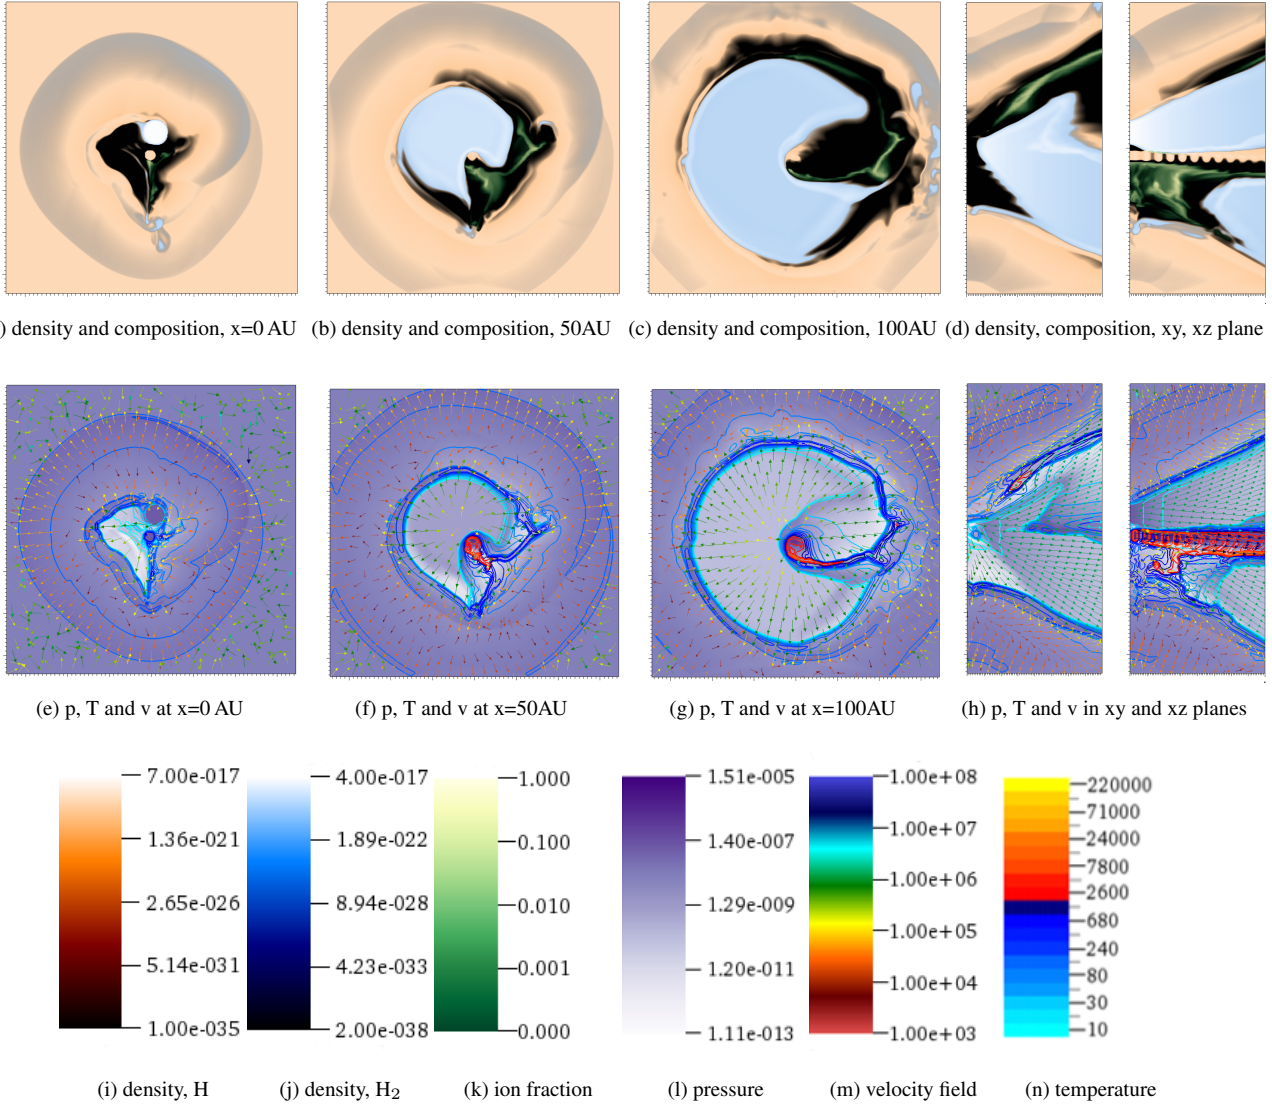 ) density and composition, x=0 AU
(b) density and composition, 50AU
(c) density and composition, 100AU
(d) density, composition, xy, xz plane
(e) p, T and v at x=0 AU
(f) p, T and v at x=50AU
(g) p, T and v at x=100AU
(h) p, T and v in xy and xz planes
7.00e-017
1.36e-021
2.65e-026
5.14e-031
1.00e-035
4.00e-017
1.89e-022
8.94e-028
4.23e-033
2.00e-038
1.000
0.100
0.010
0.001
0.000
1.51e-005
1.40e-007
1.29e-009
1.20e-011
1.11e-013
1.00e+08
1.00e+07
1.00e+06
1.00e+05
1.00e+04
1.00e+03
220000
71000
24000
7800
2600
680
240
80
30
10
(i) density, H
(j) density, H₂
(k) ion fraction
(l) pressure
(m) velocity field
(n) temperature